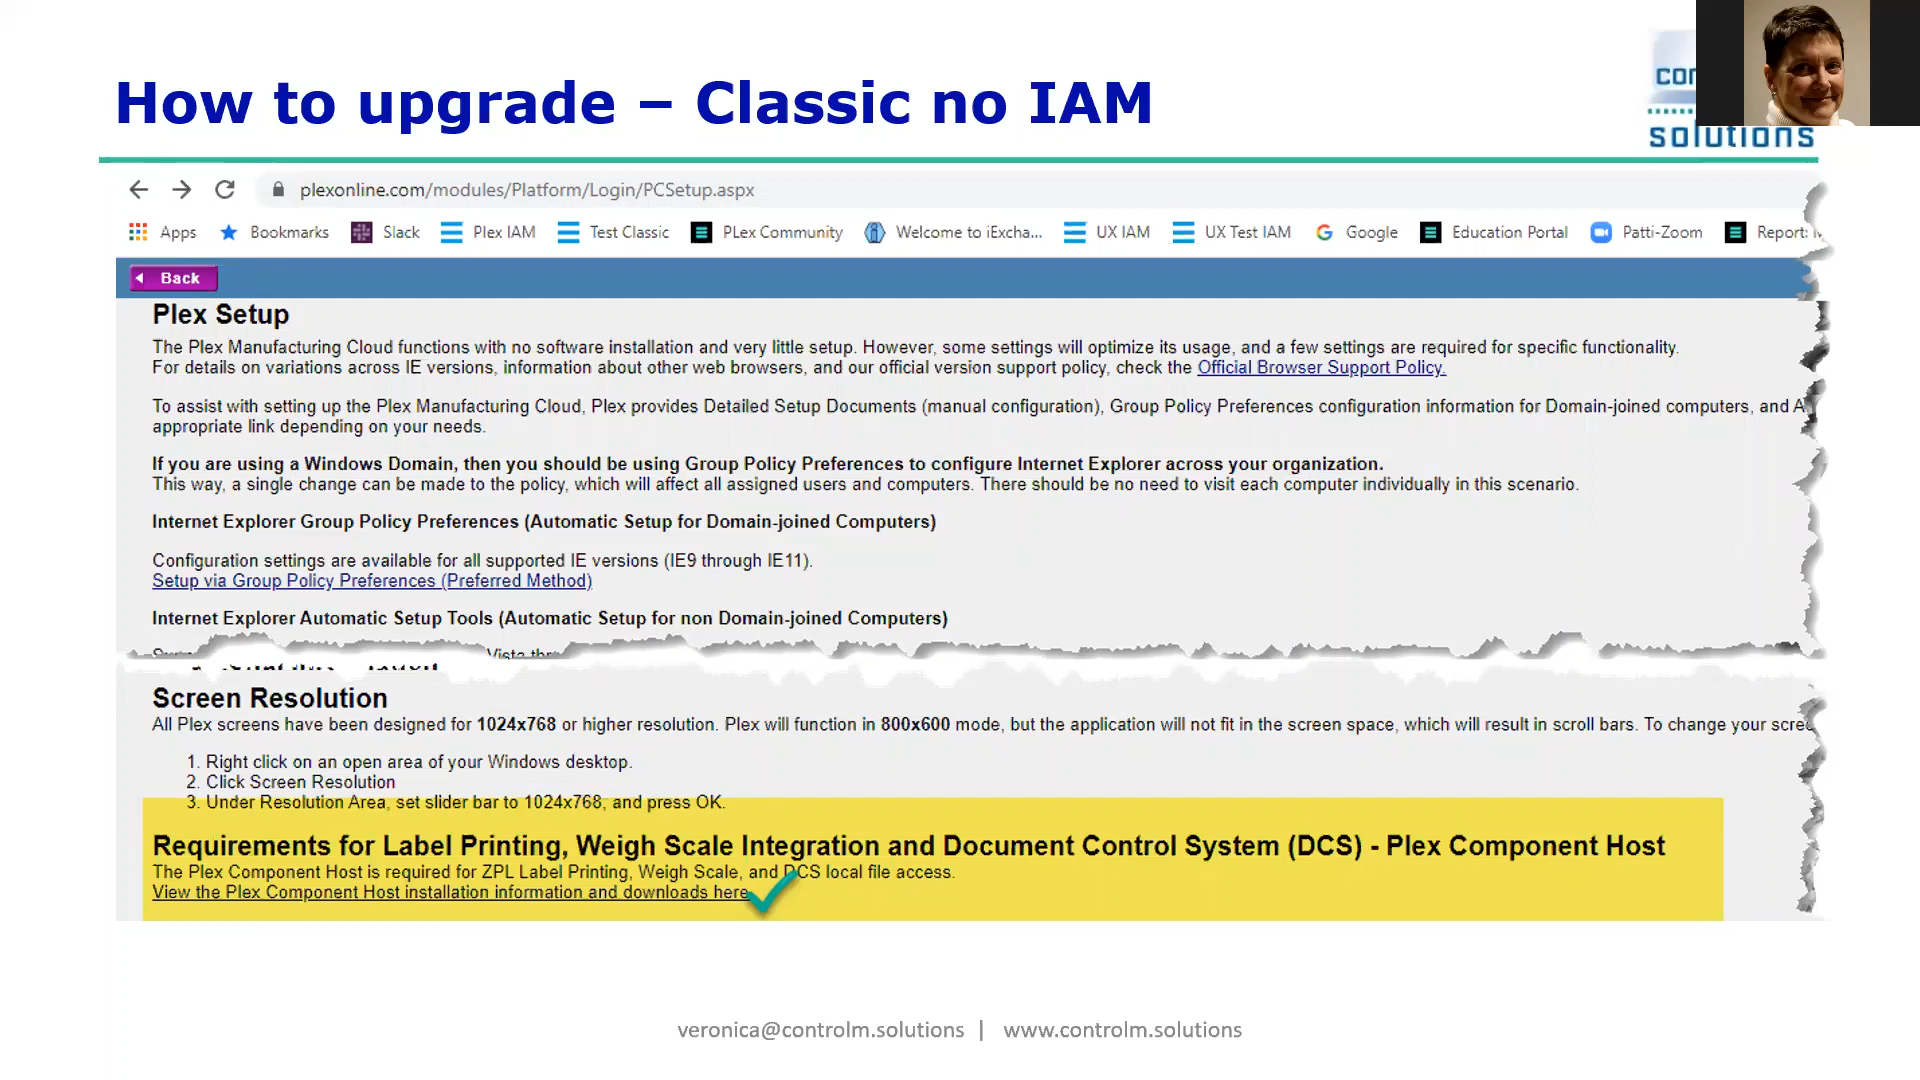 How to upgrade – Classic no IAM
solutions
plexonline.com/modules/Platform/Login/PCSetup.aspx
Apps Bookmarks Slack Plex IAM Test Classic PLex Community Welcome to iExcha... UX IAM UX Test IAM Google Education Portal Patti-Zoom Report
Back
Plex Setup
The Plex Manufacturing Cloud functions with no software installation and very little setup. However, some settings will optimize its usage, and a few settings are required for specific functionality.
For details on variations across IE versions, information about other web browsers, and our official version support policy, check the Official Browser Support Policy.
To assist with setting up the Plex Manufacturing Cloud, Plex provides Detailed Setup Documents (manual configuration), Group Policy Preferences configuration information for Domain-joined computers, and A
appropriate link depending on your needs.
If you are using a Windows Domain, then you should be using Group Policy Preferences to configure Internet Explorer across your organization.
This way, a single change can be made to the policy, which will affect all assigned users and computers. There should be no need to visit each computer individually in this scenario.
Internet Explorer Group Policy Preferences (Automatic Setup for Domain-joined Computers)
Configuration settings are available for all supported IE versions (IE9 through IE11).
Setup via Group Policy Preferences (Preferred Method)
Internet Explorer Automatic Setup Tools (Automatic Setup for non Domain-joined Computers)
Screen Resolution
All Plex screens have been designed for 1024x768 or higher resolution. Plex will function in 800x600 mode, but the application will not fit in the screen space, which will result in scroll bars. To change your scree
1. Right click on an open area of your Windows desktop.
2. Click Screen Resolution
3. Under Resolution Area, set slider bar to 1024x768, and press OK.
Requirements for Label Printing, Weigh Scale Integration and Document Control System (DCS) - Plex Component Host
The Plex Component Host is required for ZPL Label Printing, Weigh Scale, and DCS local file access.
View the Plex Component Host installation information and downloads here
veronica@controlm.solutions | www.controlm.solutions